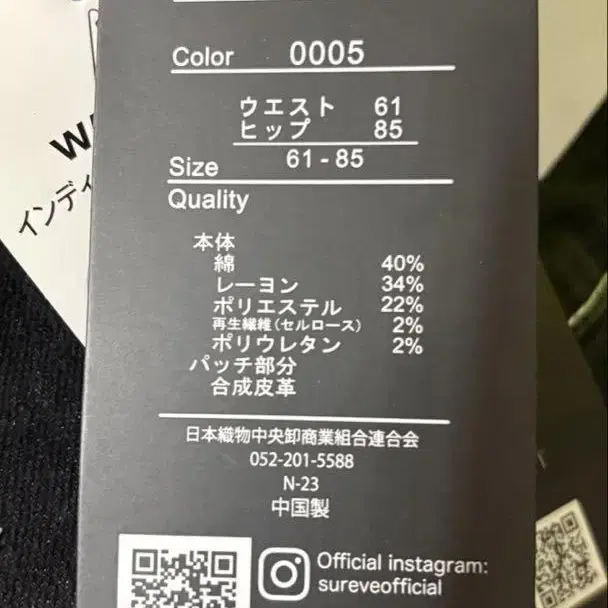 Color 0005
ウエスト 61
ヒップ 85
Size 61-85
Quality
本体
綿 40%
レーヨン 34%
ポリエステル 22%
再生繊維(セルロース) 2%
ポリウレタン 2%
パッチ部分
合成皮革
日本織物中央卸商業組合連合会
052-201-5588
N-23
中国製
Official instagram:
sureveofficial
インディ